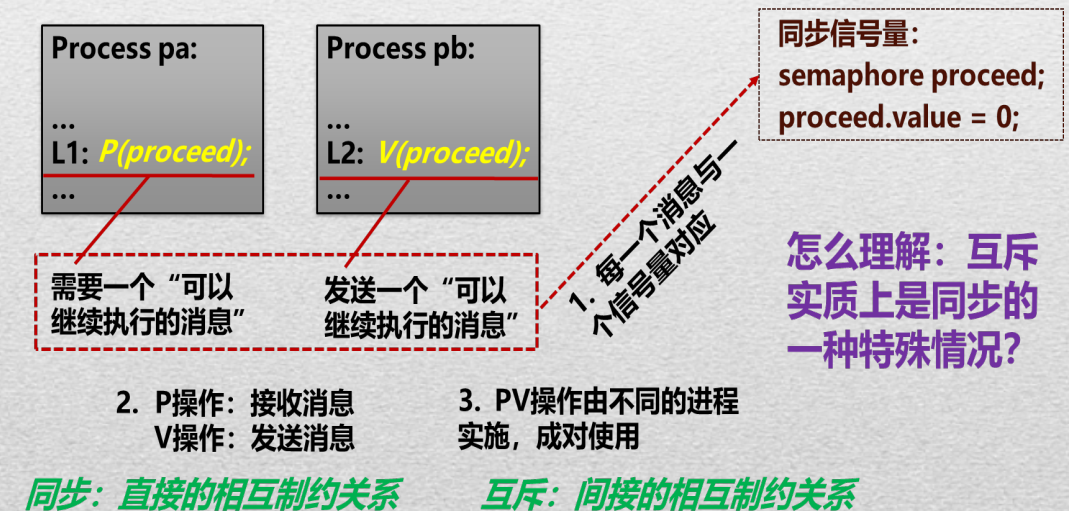 Process pa:
...
L1: P(proceed);
...
Process pb:
...
L2: V(proceed);
...
同步信号量：
semaphore proceed;
proceed.value = 0;
需要一个“可以
继续执行的消息”
发送一个“可以
继续执行的消息”
1. 每一个消息与一
个信号量对应
怎么理解：互斥
实质上是同步的
一种特殊情况？
2. P操作：接收消息
V操作：发送消息
3. PV操作由不同的进程
实施，成对使用
同步：直接的相互制约关系
互斥：间接的相互制约关系